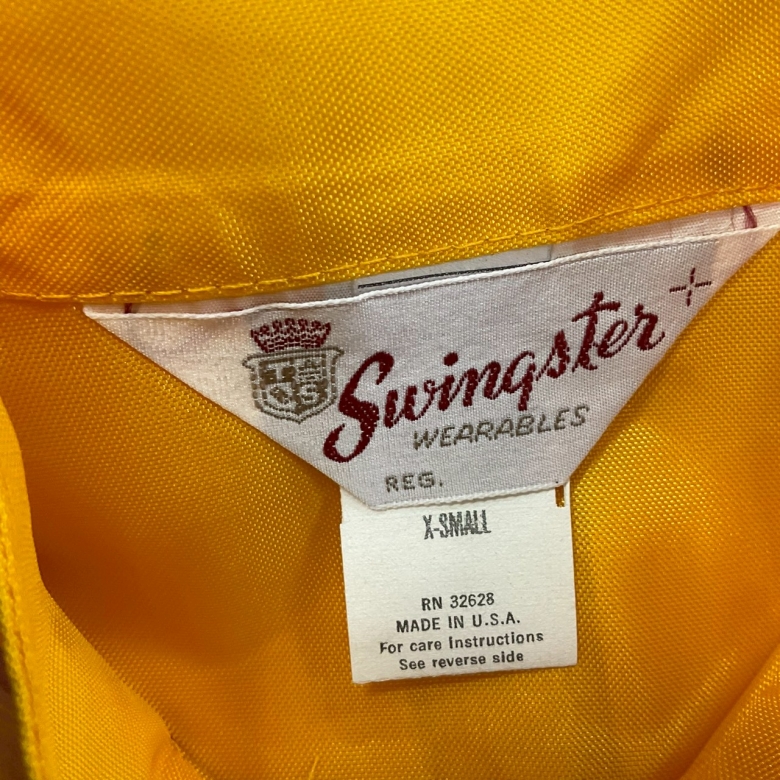 Swingster
WEARABLES
REG.
X-SMALL
RN 32628
MADE IN U.S.A.
For care Instructions
See reverse side